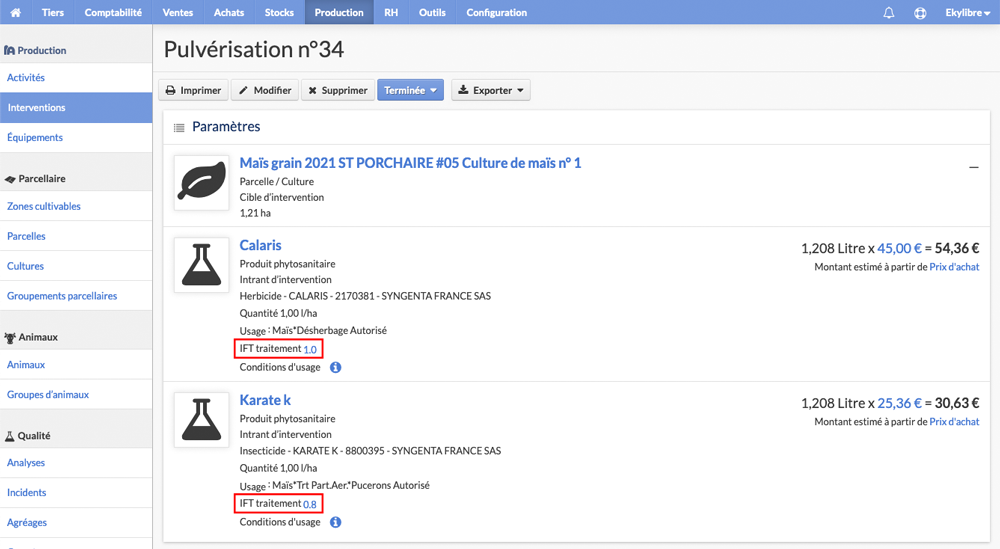 Tiers Comptabilité Ventes Achats Stocks Production RH Outils Configuration Ekylibre
Production
Activités
Interventions
Équipements
Parcellaire
Zones cultivables
Parcelles
Cultures
Groupements parcellaires
Animaux
Animaux
Groupes d'animaux
Qualité
Analyses
Incidents
Agréages
Pulvérisation n°34
Imprimer Modifier Supprimer Terminée Exporter
Paramètres
Maïs grain 2021 ST PORCHAIRE #05 Culture de maïs n° 1
Parcelle / Culture
Cible d'intervention
1,21 ha
Calaris
1,208 Litre x 45,00 € = 54,36 €
Produit phytosanitaire
Montant estimé à partir de Prix d'achat
Intrant d'intervention
Herbicide - CALARIS - 2170381 - SYNGENTA FRANCE SAS
Quantité 1,00 l/ha
Usage : Maïs*Désherbage Autorisé
IFT traitement 1.0
Conditions d'usage
Karate k
1,208 Litre x 25,36 € = 30,63 €
Produit phytosanitaire
Montant estimé à partir de Prix d'achat
Intrant d'intervention
Insecticide - KARATE K - 8800395 - SYNGENTA FRANCE SAS
Quantité 1,00 l/ha
Usage : Maïs*Trt Part.Aer.*Pucerons Autorisé
IFT traitement 0.8
Conditions d'usage